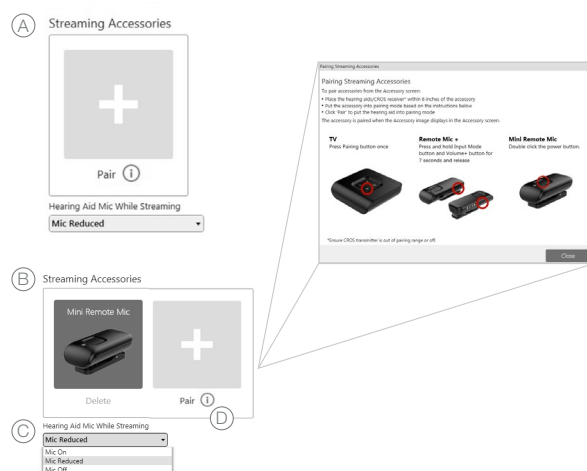 A
Streaming Accessories
Pair i
Hearing Aid Mic While Streaming
Mic Reduced
Pairing Streaming Accessories
Pairing Streaming Accessories
To pair accessories from the Accessory screen:
• Place the hearing aids/CROS receiver* within 6 inches of the accessory
• Put the accessory into pairing mode based on the instructions below
• Click 'Pair' to put the hearing aid into pairing mode
The accessory is paired when the Accessory image displays in the Accessory screen.
TV
Press Pairing button once
Remote Mic +
Press and hold Input Mode
button and Volume+ button for
7 seconds and release
Mini Remote Mic
Double click the power button.
*Ensure CROS transmitter is out of pairing range or off.
Close
B
Streaming Accessories
Mini Remote Mic
Delete
Pair i
D
C
Hearing Aid Mic While Streaming
Mic Reduced
Mic On
Mic Reduced
Mic Off